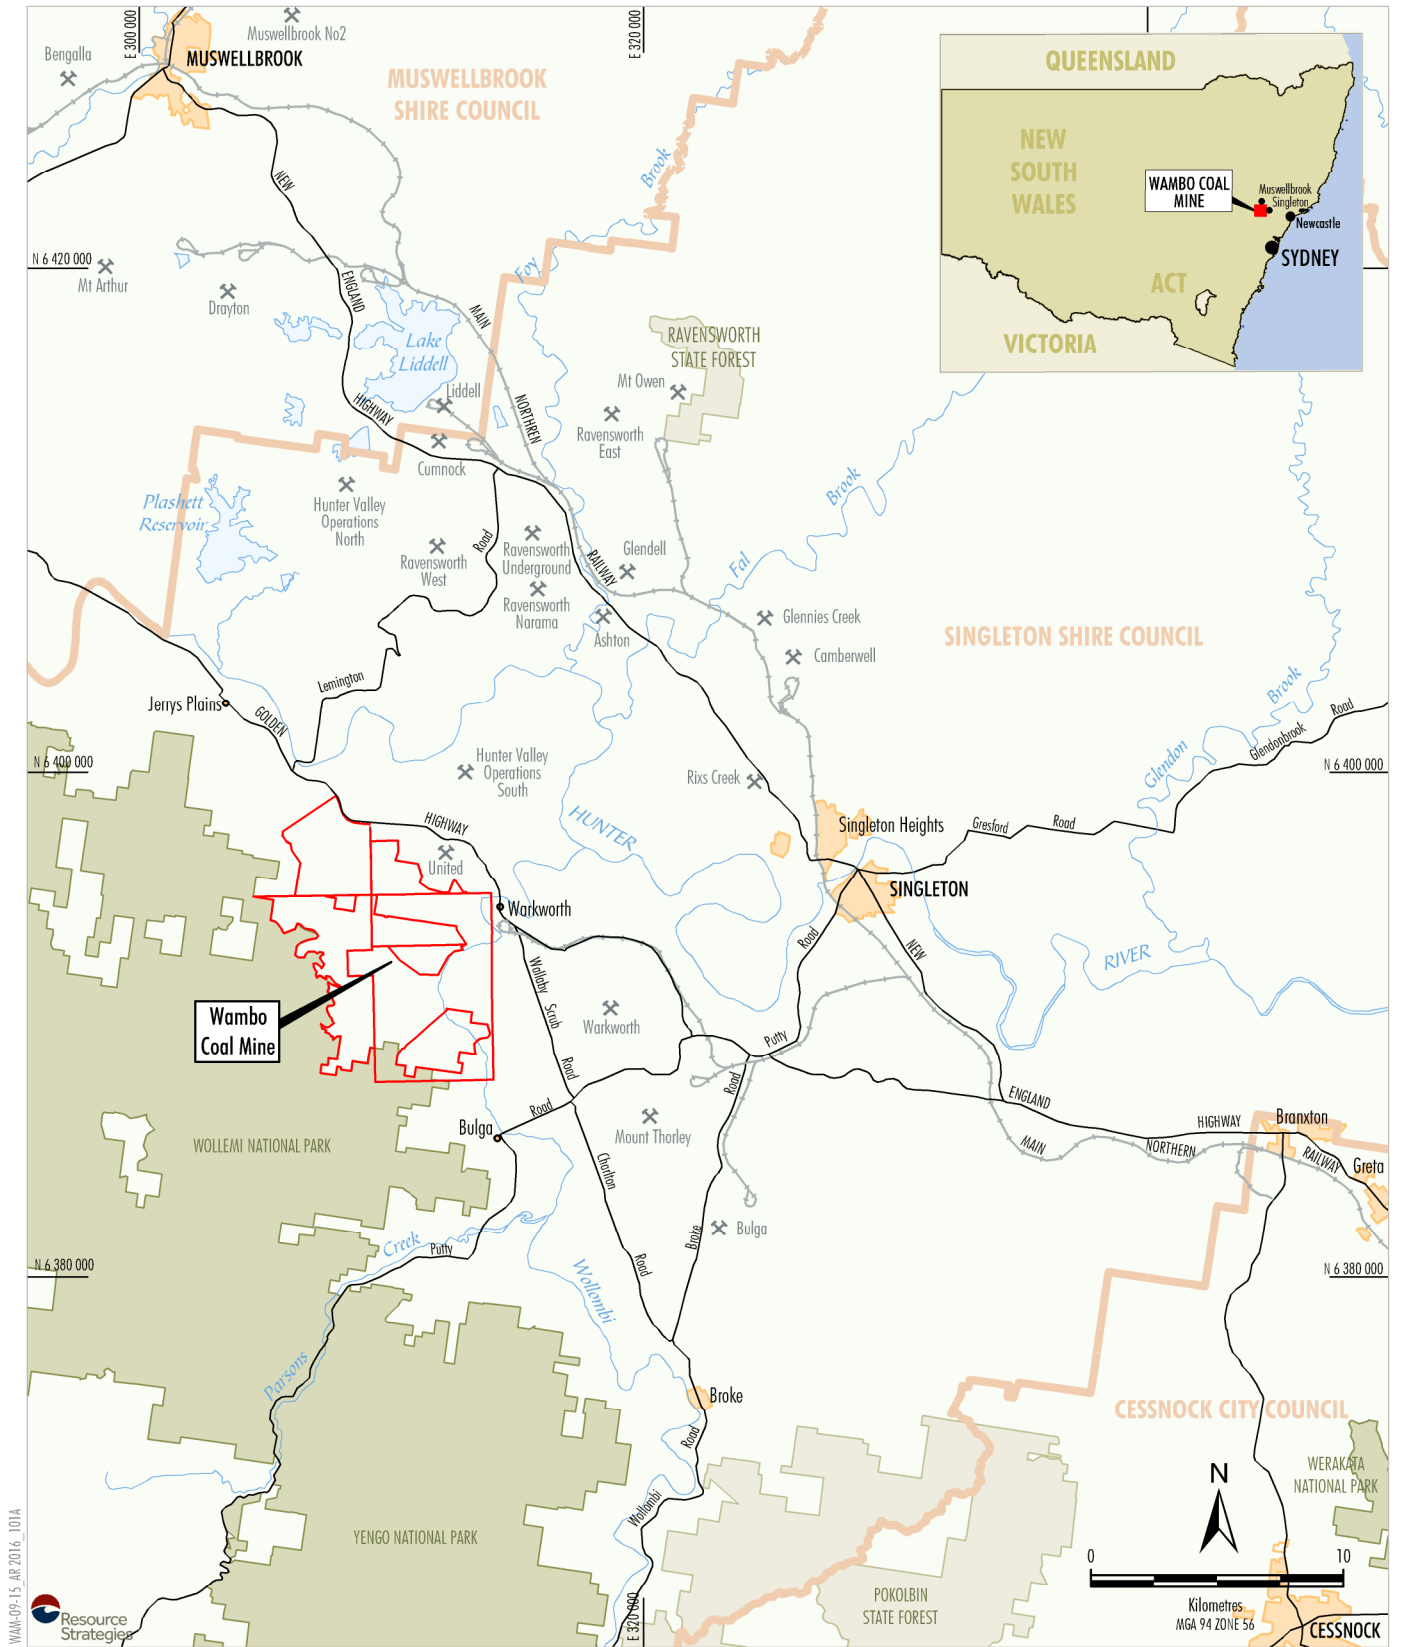 E 300 000
E 320 000
Muswellbrook No2
Bengalla
MUSWELLBROOK
MUSWELLBROOK
SHIRE COUNCIL
QUEENSLAND
NEW
SOUTH
WALES
WAMBO COAL
MINE
Muswellbrook
Singleton
Newcastle
SYDNEY
ACT
VICTORIA
Brook
NEW
N 6 420 000
Foy
Mt Arthur
Drayton
ENGLAND
MAIN
Lake
Liddell
RAVENSWORTH
STATE FOREST
Mt Owen
Liddell
HIGHWAY
NORTHREN
Ravensworth
East
Cumnock
Plashett
Reservoir
Hunter Valley
Operations
North
Brook
Road
Ravensworth
West
Ravensworth
Underground
Glendell
RAILWAY
Fal
Ravensworth
Narama
Ashton
Glennies Creek
SINGLETON SHIRE COUNCIL
Camberwell
Lemington
Jerrys Plains
GOLDEN
Brook
Road
Glendonbrook
N 6 400 000
N 6 400 000
Hunter Valley
Operations
South
Rixs Creek
Glendon
HIGHWAY
HUNTER
Singleton Heights
Gresford
Road
United
SINGLETON
Warkworth
Road
NEW
RIVER
Wallaby
Scrub
Road
Wambo
Coal Mine
Warkworth
Putty
Road
ENGLAND
HIGHWAY
Branxton
Road
Bulga
Mount Thorley
MAIN
NORTHERN
RAILWAY
Greta
WOLLEMI NATIONAL PARK
Charlton
Road
Broke
Bulga
Creek
Putty
N 6 380 000
N 6 380 000
Wollombi
Parsons
Broke
CESSNOCK CITY COUNCIL
Road
WERAKATA
NATIONAL PARK
Wollombi
N
YENGO NATIONAL PARK
0
10
Kilometres
MGA 94 ZONE 56
POKOLBIN
STATE FOREST
E 320 000
CESSNOCK
Resource
Strategies
WAM-09-15_AR2016_101A